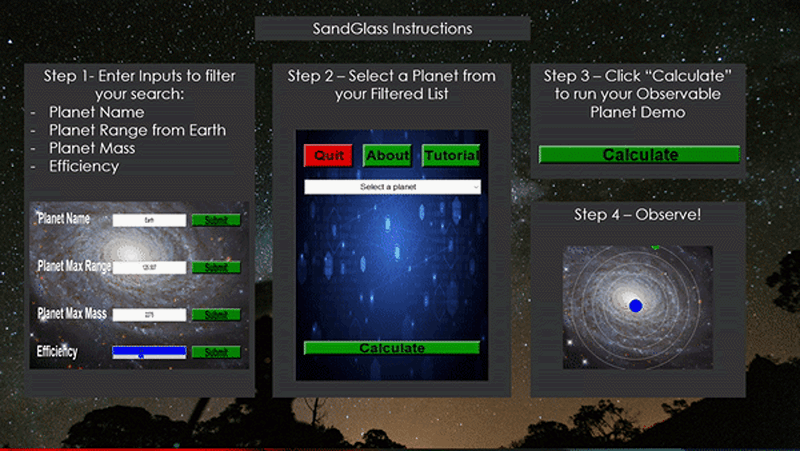 SandGlass Instructions
Step 1- Enter Inputs to filter
your search:
- Planet Name
- Planet Range from Earth
- Planet Mass
- Efficiency
Planet Name Earth Submit
Planet Max Range Submit
Planet Max Mass Submit
Efficiency Submit
Step 2 – Select a Planet from
your Filtered List
Quit About Tutorial
Select a planet
Calculate
Step 3 – Click “Calculate”
to run your Observable
Planet Demo
Calculate
Step 4 – Observe!